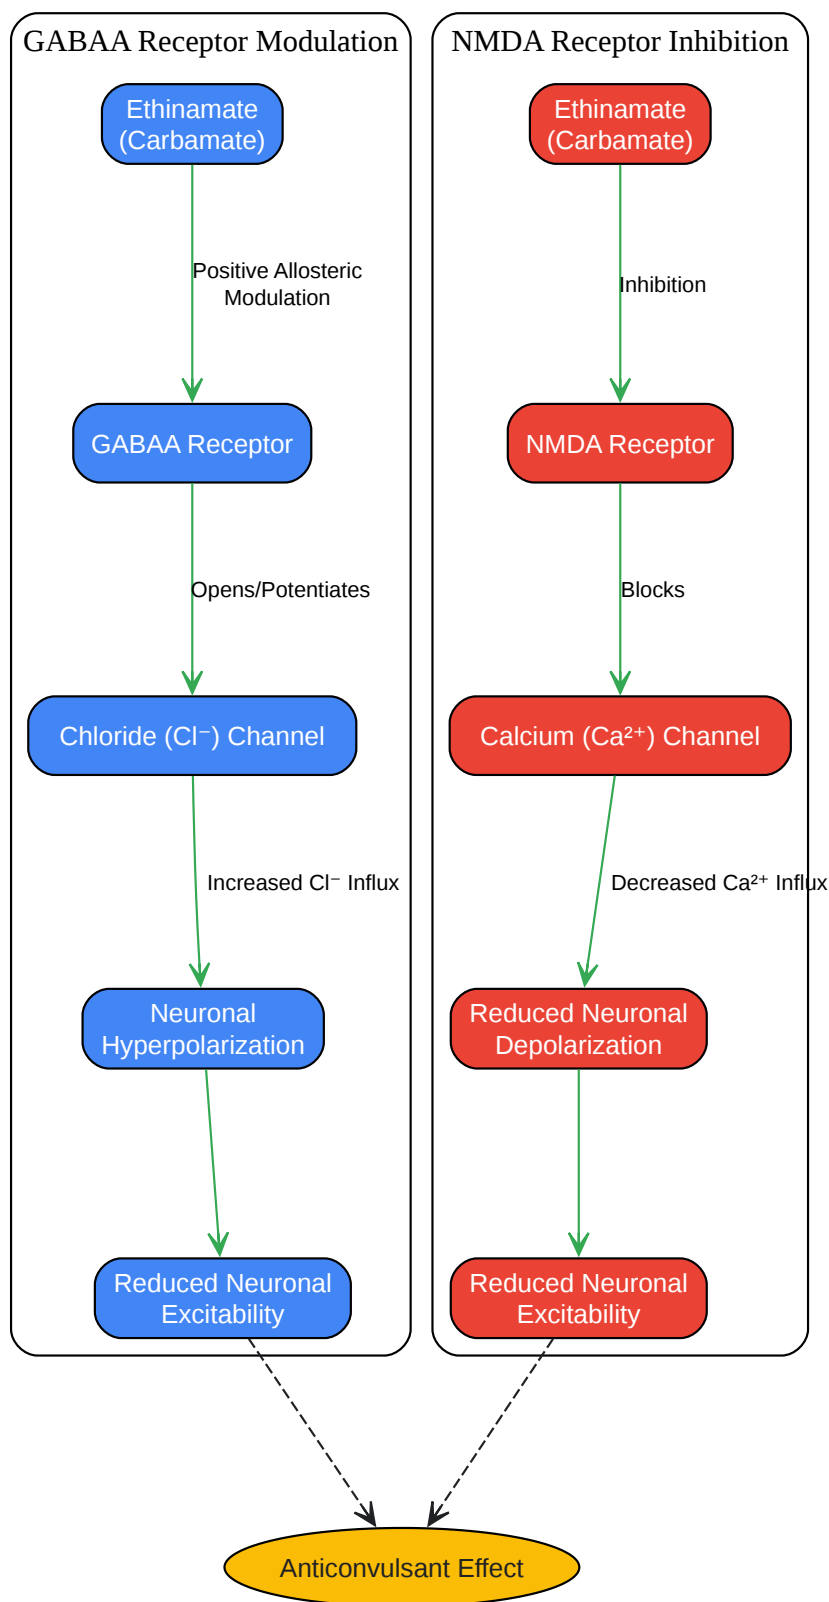 GABAA Receptor Modulation
Ethinamate
(Carbamate)
Positive Allosteric
Modulation
GABAA Receptor
Opens/Potentiates
Chloride (Cl⁻) Channel
Increased Cl⁻ Influx
Neuronal
Hyperpolarization
Reduced Neuronal
Excitability
NMDA Receptor Inhibition
Ethinamate
(Carbamate)
Inhibition
NMDA Receptor
Blocks
Calcium (Ca²⁺) Channel
Decreased Ca²⁺ Influx
Reduced Neuronal
Depolarization
Reduced Neuronal
Excitability
Anticonvulsant Effect